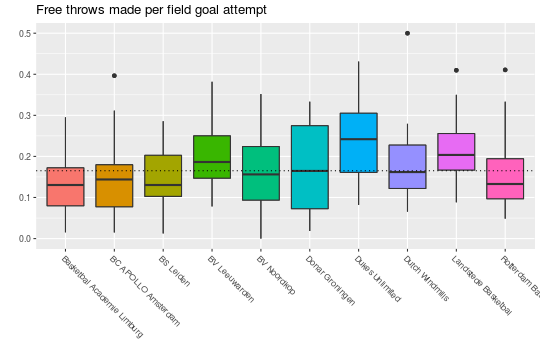 Free throws made per field goal attempt
0.5
0.4
0.3
0.2
0.1
0.0
Basketbal Academie Limburg
BC APOLLO Amsterdam
BS Leiden
BV Leeuwarden
BV Noordkop
Donar Groningen
Dukes Unlimited
Dutch Windmills
Landstede Basketbal
Rotterdam Bas